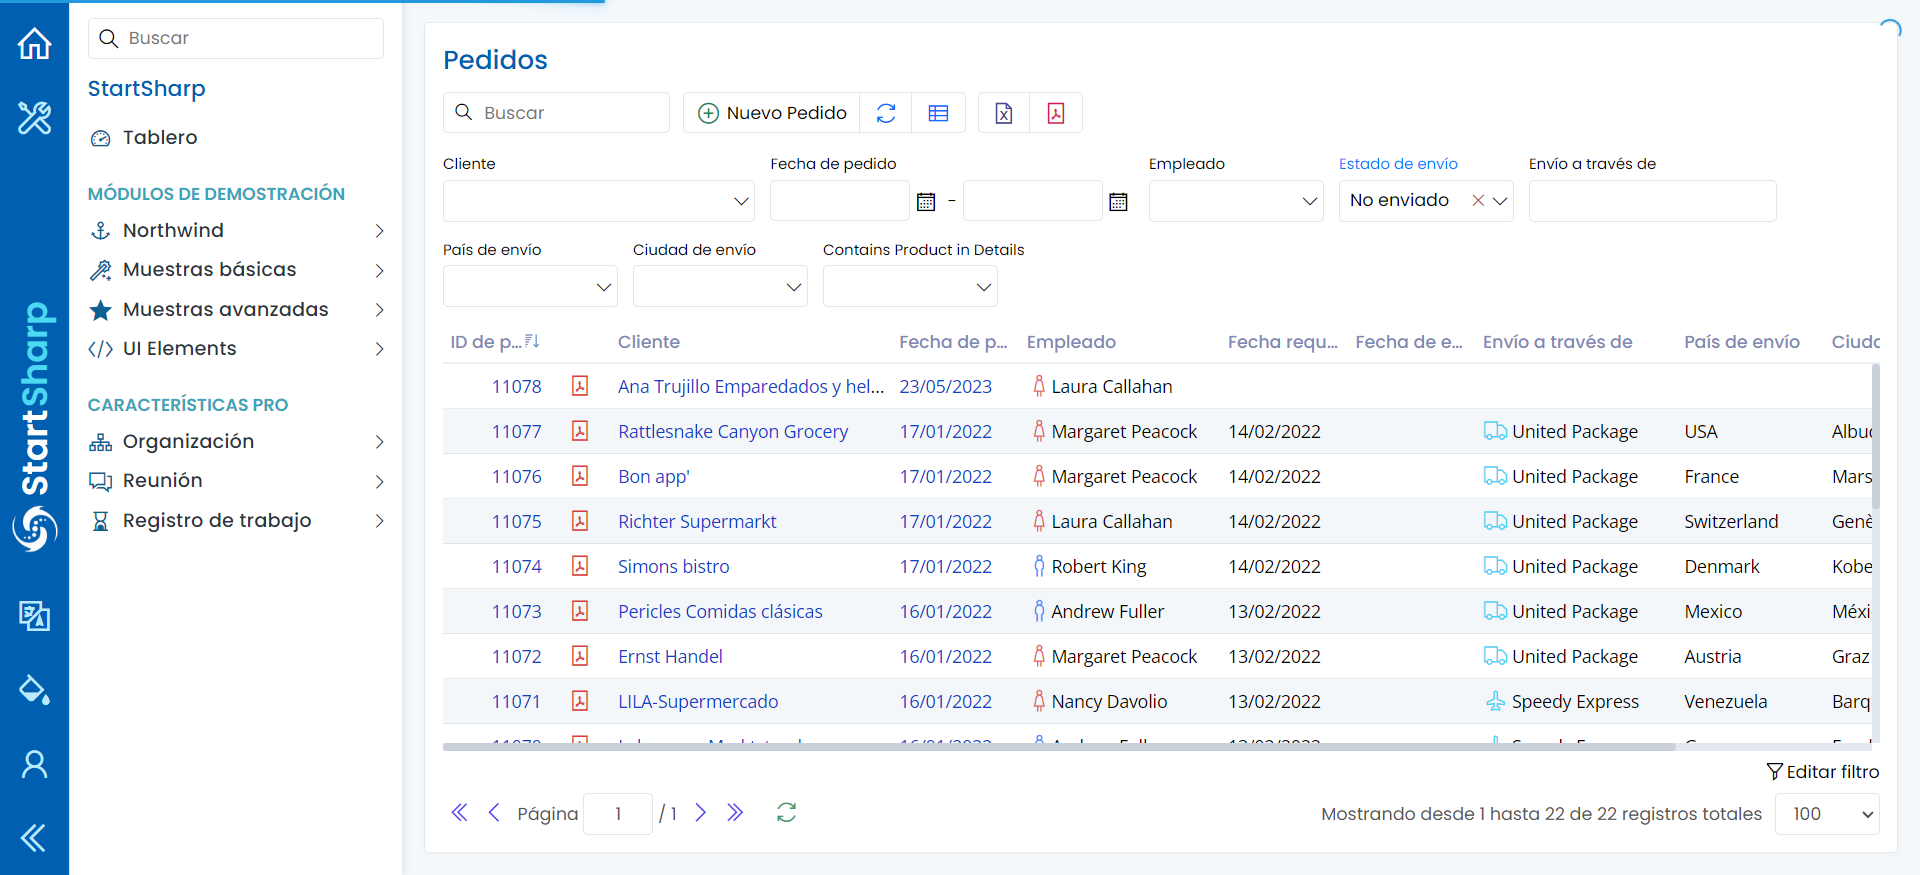 Buscar
StartSharp
Tablero
MÓDULOS DE DEMOSTRACIÓN
Northwind
Muestras básicas
Muestras avanzadas
UI Elements
CARACTERÍSTICAS PRO
Organización
Reunión
Registro de trabajo
StartSharp
Pedidos
Buscar
Nuevo Pedido
Cliente
Fecha de pedido
Empleado
Estado de envío
Envío a través de
-
No enviado
País de envío
Ciudad de envío
Contains Product in Details
ID de p... Cliente Fecha de p... Empleado Fecha requ... Fecha de e... Envío a través de País de envío Ciudad
11078 Ana Trujillo Emparedados y hel... 23/05/2023 Laura Callahan
11077 Rattlesnake Canyon Grocery 17/01/2022 Margaret Peacock 14/02/2022 United Package USA Albuq
11076 Bon app' 17/01/2022 Margaret Peacock 14/02/2022 United Package France Mars
11075 Richter Supermarkt 17/01/2022 Laura Callahan 14/02/2022 United Package Switzerland Genè
11074 Simons bistro 17/01/2022 Robert King 14/02/2022 United Package Denmark Kobe
11073 Pericles Comidas clásicas 16/01/2022 Andrew Fuller 13/02/2022 United Package Mexico Méxi
11072 Ernst Handel 16/01/2022 Margaret Peacock 13/02/2022 United Package Austria Graz
11071 LILA-Supermercado 16/01/2022 Nancy Davolio 13/02/2022 Speedy Express Venezuela Barq
Editar filtro
Página 1 / 1
Mostrando desde 1 hasta 22 de 22 registros totales 100